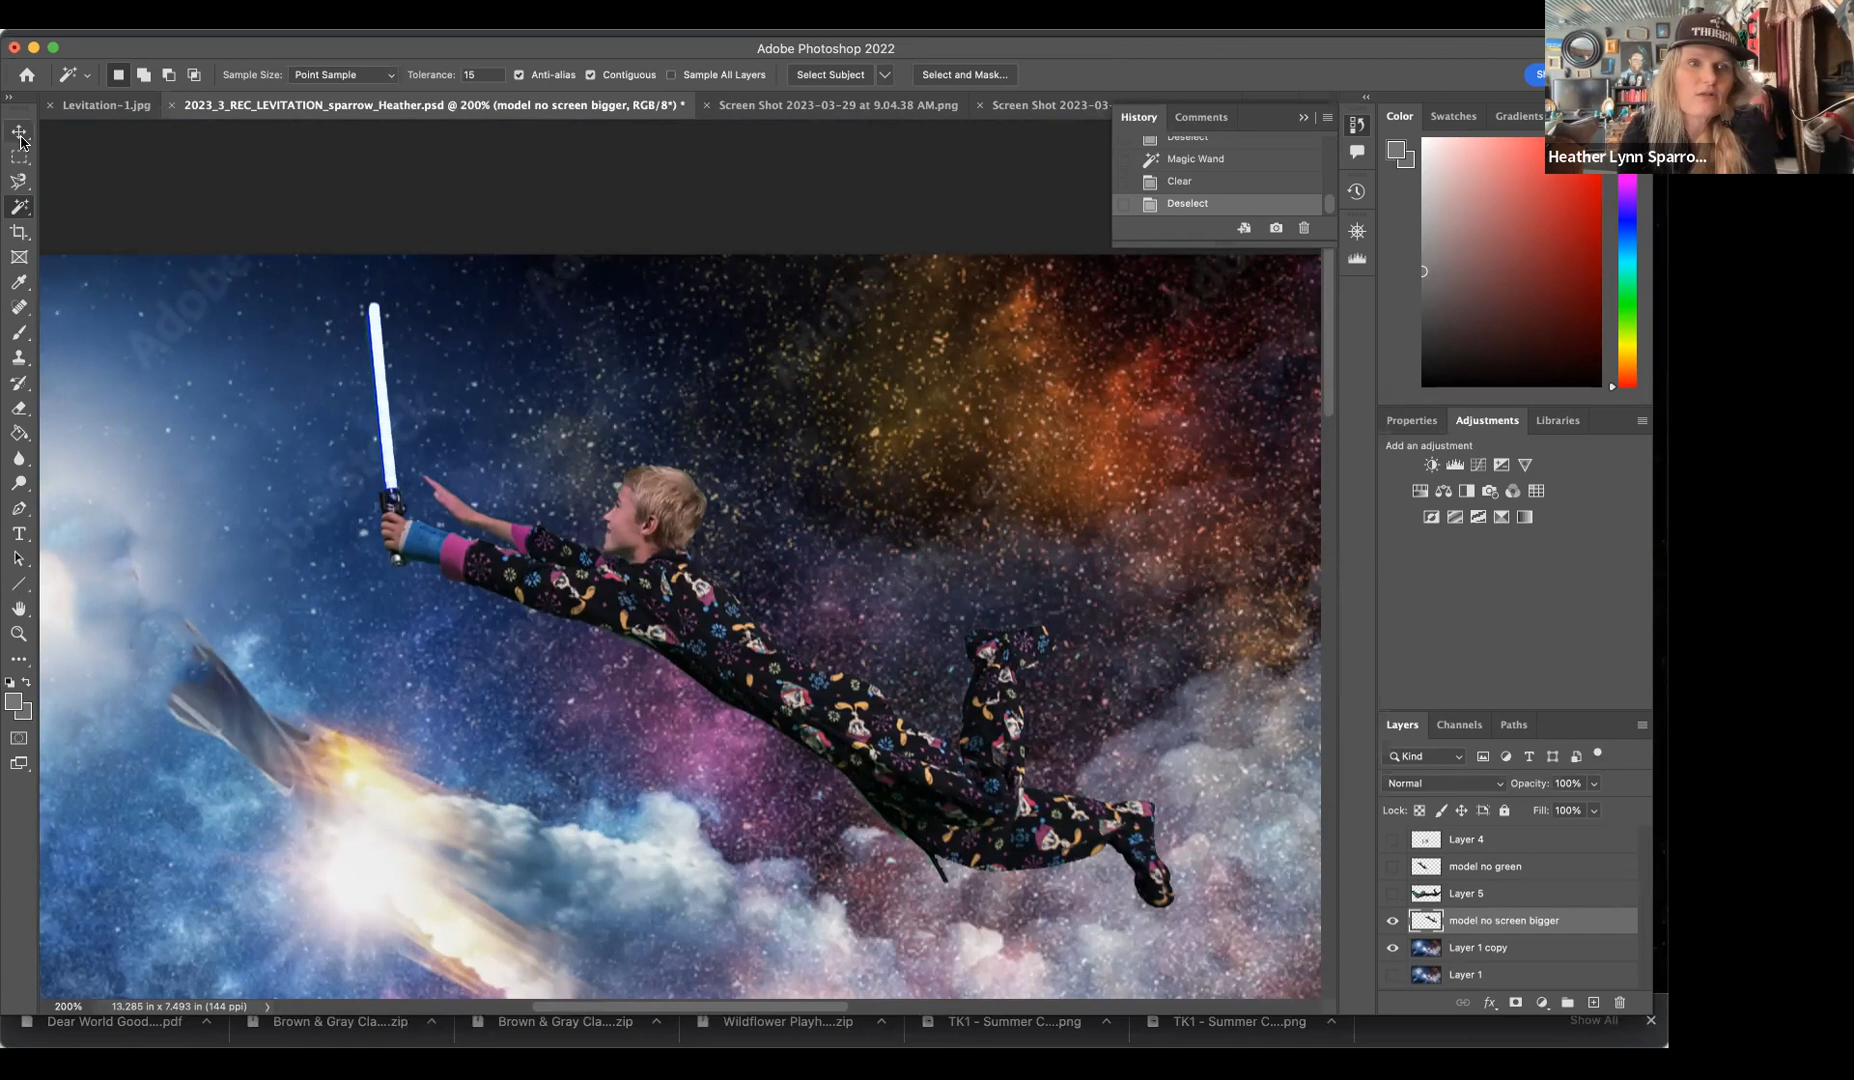 Adobe Photoshop 2022
Sample Size: Point Sample Tolerance: 15 Anti-alias Contiguous Sample All Layers Select Subject Select and Mask...
Levitation-1.jpg 2023_3_REC_LEVITATION_sparrow_Heather.psd @ 200% (model no screen bigger, RGB/8*) * Screen Shot 2023-03-29 at 9.04.38 AM.png Screen Shot 2023-03-
History Comments
Deselect
Magic Wand
Clear
Deselect
Color Swatches Gradients
Heather Lynn Sparro...
Adobe
Properties Adjustments Libraries
Add an adjustment
Layers Channels Paths
Kind
Normal Opacity: 100%
Lock: Fill: 100%
Layer 4
model no green
Layer 5
model no screen bigger
Layer 1 copy
Layer 1
fx
200% 13.285 in x 7.493 in (144 ppi)
Dear World Good....pdf Brown & Gray Cla....zip Brown & Gray Cla....zip Wildflower Playh....zip TK1 - Summer C....png TK1 - Summer C....png Show All